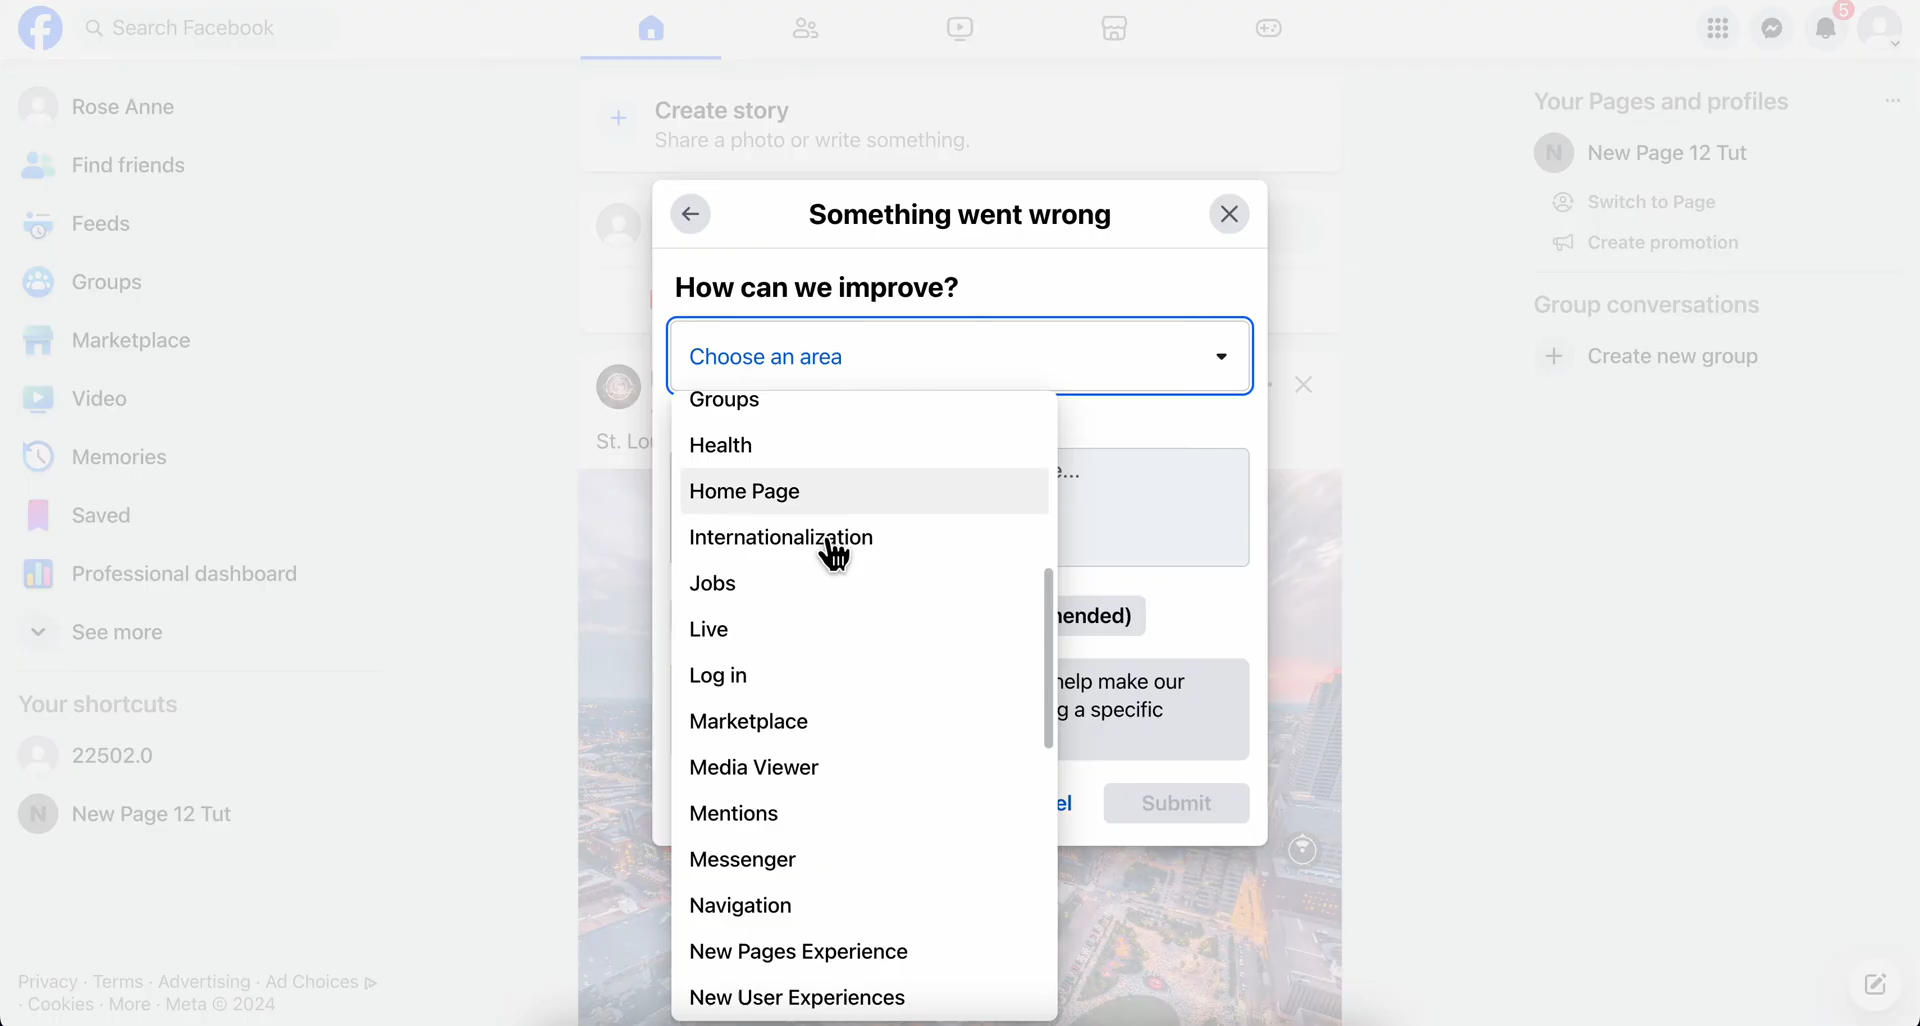 Search Facebook
5
Rose Anne
Find friends
Feeds
Groups
Marketplace
Video
Memories
Saved
Professional dashboard
See more
Your shortcuts
22502.0
N
New Page 12 Tut
Privacy · Terms · Advertising · Ad Choices
· Cookies · More · Meta © 2024
Create story
Share a photo or write something.
Something went wrong
How can we improve?
Choose an area
St. Lo
Groups
Health
Home Page
Internationalization
Jobs
Live
Log in
Marketplace
Media Viewer
Mentions
Messenger
Navigation
New Pages Experience
New User Experiences
e...
ended)
help make our
g a specific
el
Submit
Your Pages and profiles
N
New Page 12 Tut
Switch to Page
Create promotion
Group conversations
Create new group